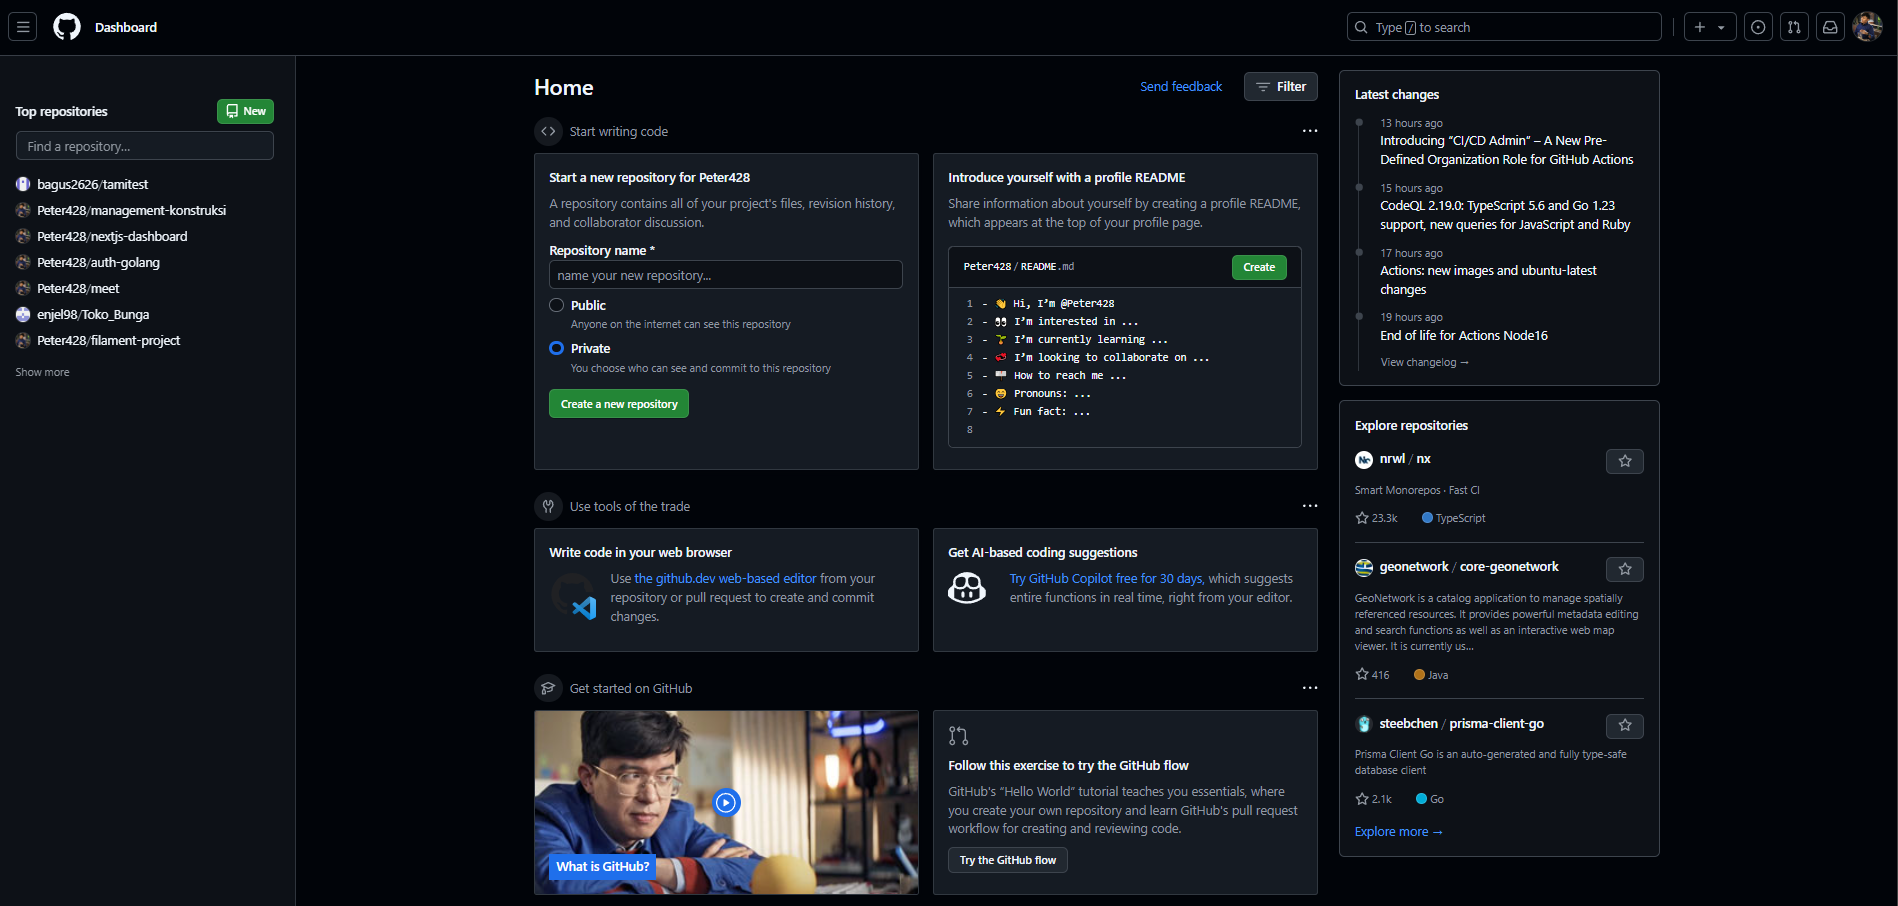 Dashboard
Type / to search
Top repositories
New
Find a repository...
bagus2626/tamitest
Peter428/management-konstruksi
Peter428/nextjs-dashboard
Peter428/auth-golang
Peter428/meet
enjel98/Toko_Bunga
Peter428/filament-project
Show more
Home
Send feedback
Filter
Start writing code
Start a new repository for Peter428
A repository contains all of your project's files, revision history,
and collaborator discussion.
Repository name *
name your new repository...
Public
Anyone on the internet can see this repository
Private
You choose who can see and commit to this repository
Create a new repository
Introduce yourself with a profile README
Share information about yourself by creating a profile README,
which appears at the top of your profile page.
Peter428 / README.md
Create
1 - 👋 Hi, I’m @Peter428
2 - 👀 I’m interested in ...
3 - 🌱 I’m currently learning ...
4 - 💞️ I’m looking to collaborate on ...
5 - 📫 How to reach me ...
6 - 😄 Pronouns: ...
7 - ⚡ Fun fact: ...
8
Use tools of the trade
Write code in your web browser
Use the github.dev web-based editor from your
repository or pull request to create and commit
changes.
Get AI-based coding suggestions
Try GitHub Copilot free for 30 days, which suggests
entire functions in real time, right from your editor.
Get started on GitHub
What is GitHub?
Follow this exercise to try the GitHub flow
GitHub's “Hello World” tutorial teaches you essentials, where
you create your own repository and learn GitHub's pull request
workflow for creating and reviewing code.
Try the GitHub flow
Latest changes
13 hours ago
Introducing “CI/CD Admin” – A New Pre-
Defined Organization Role for GitHub Actions
15 hours ago
CodeQL 2.19.0: TypeScript 5.6 and Go 1.23
support, new queries for JavaScript and Ruby
17 hours ago
Actions: new images and ubuntu-latest
changes
19 hours ago
End of life for Actions Node16
View changelog →
Explore repositories
nrwl / nx
Smart Monorepos · Fast CI
23.3k
TypeScript
geonetwork / core-geonetwork
GeoNetwork is a catalog application to manage spatially
referenced resources. It provides powerful metadata editing
and search functions as well as an interactive web map
viewer. It is currently us...
416
Java
steebchen / prisma-client-go
Prisma Client Go is an auto-generated and fully type-safe
database client
2.1k
Go
Explore more →